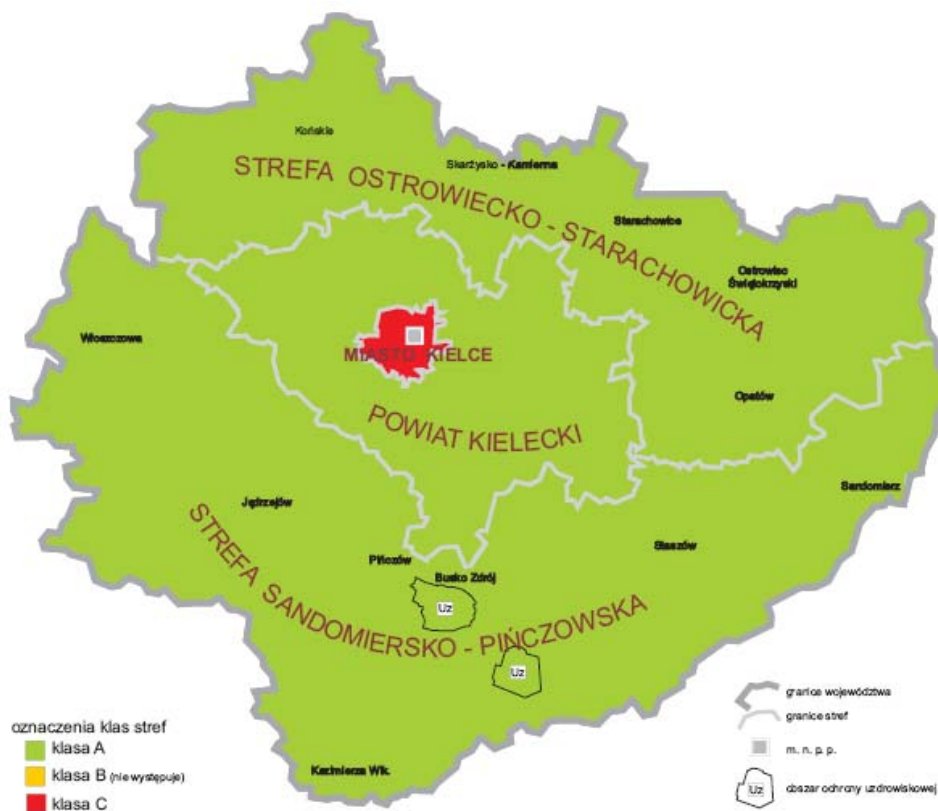 Końskie
Skarżysko - Kamienna
STREFA OSTROWIECKO - STARACHOWICKA
Starachowice
Ostrowiec
Świętokrzyski
Włoszczowa
MIASTO KIELCE
Opatów
POWIAT KIELECKI
Sandomierz
Jędrzejów
Staszów
Pińczów
Busko Zdrój
Uz
STREFA SANDOMIERSKO - PIŃCZOWSKA
Uz
Kazimierza Wlk.
oznaczenia klas stref
klasa A
klasa B (nie występuje)
klasa C
granice województwa
granice stref
m. n. p. p.
Uz obszar ochrony uzdrowiskowej